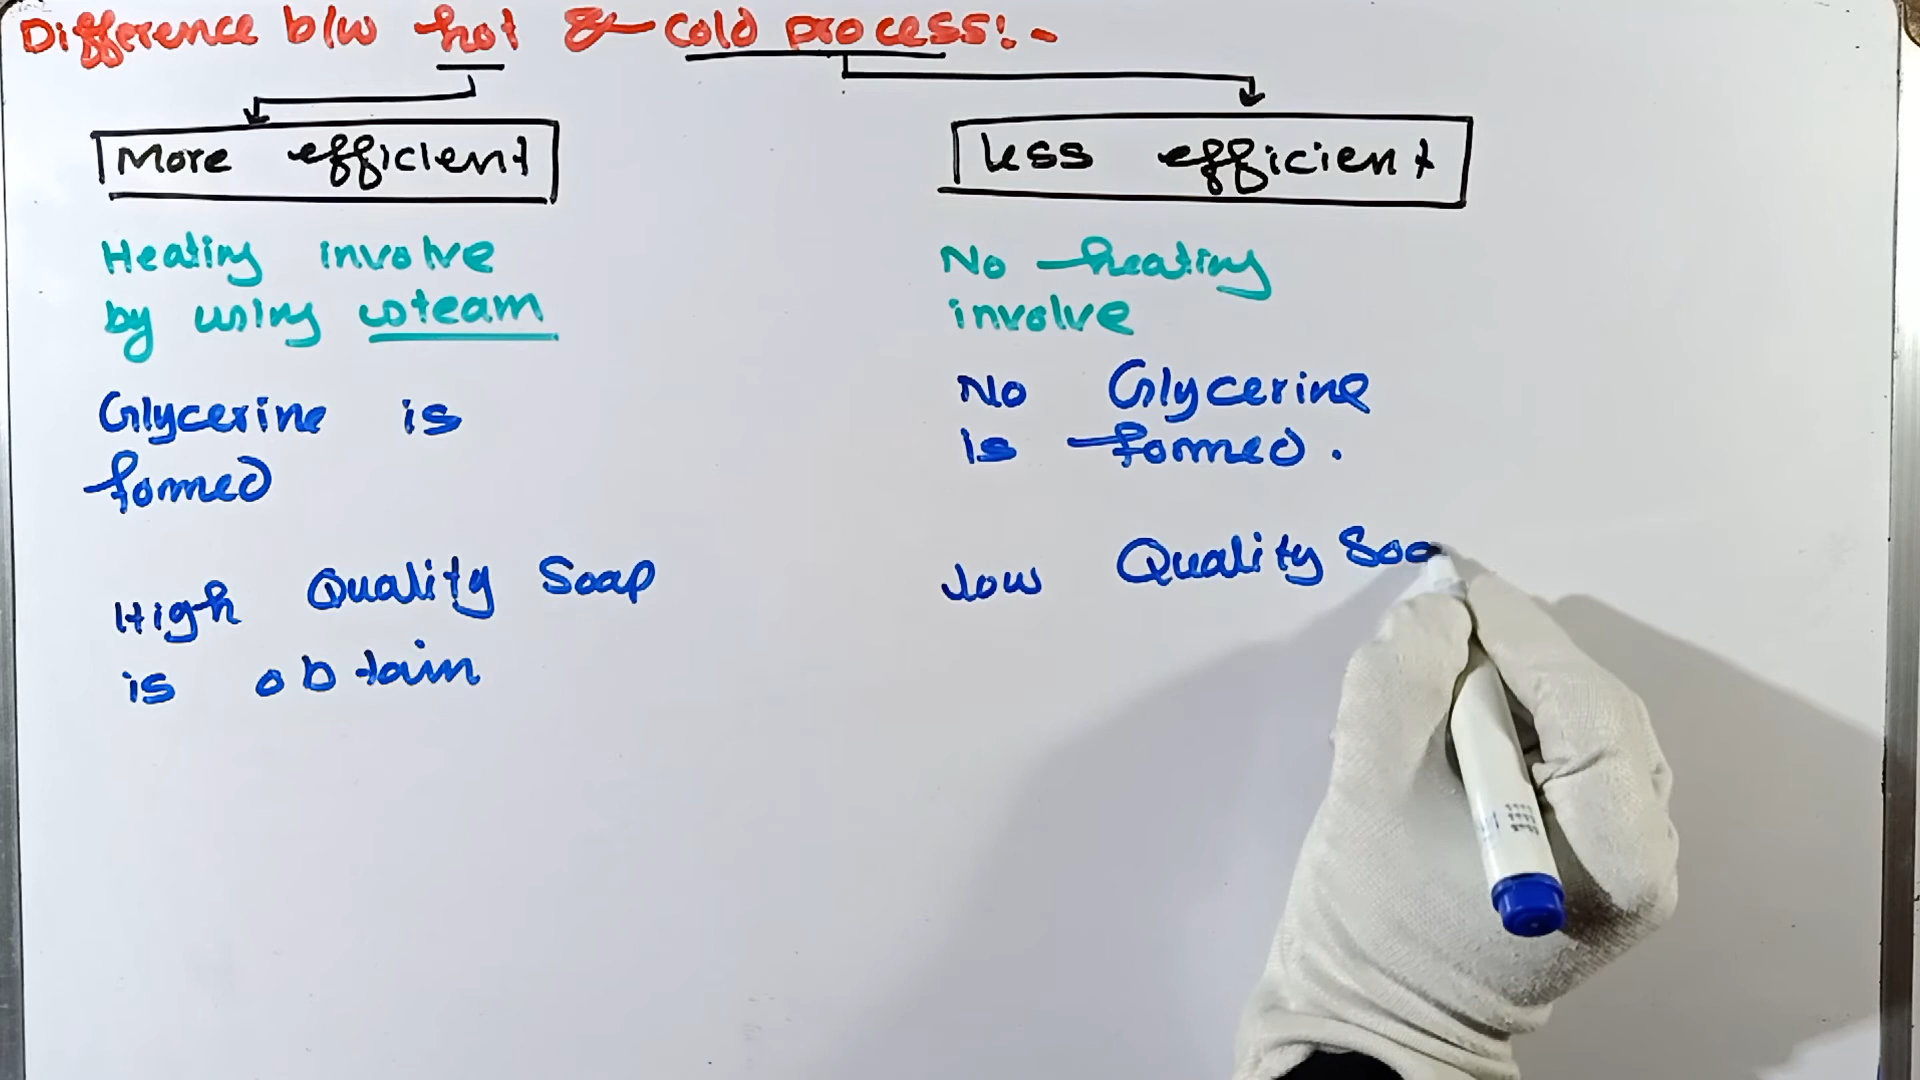 Difference b/w hot & cold process:-
More efficient
Heating involve
by using steam
Glycerine is
formed
High Quality Soap
is obtain
Less efficient
No heating
involve
No Glycerine
is formed.
low Quality Soa